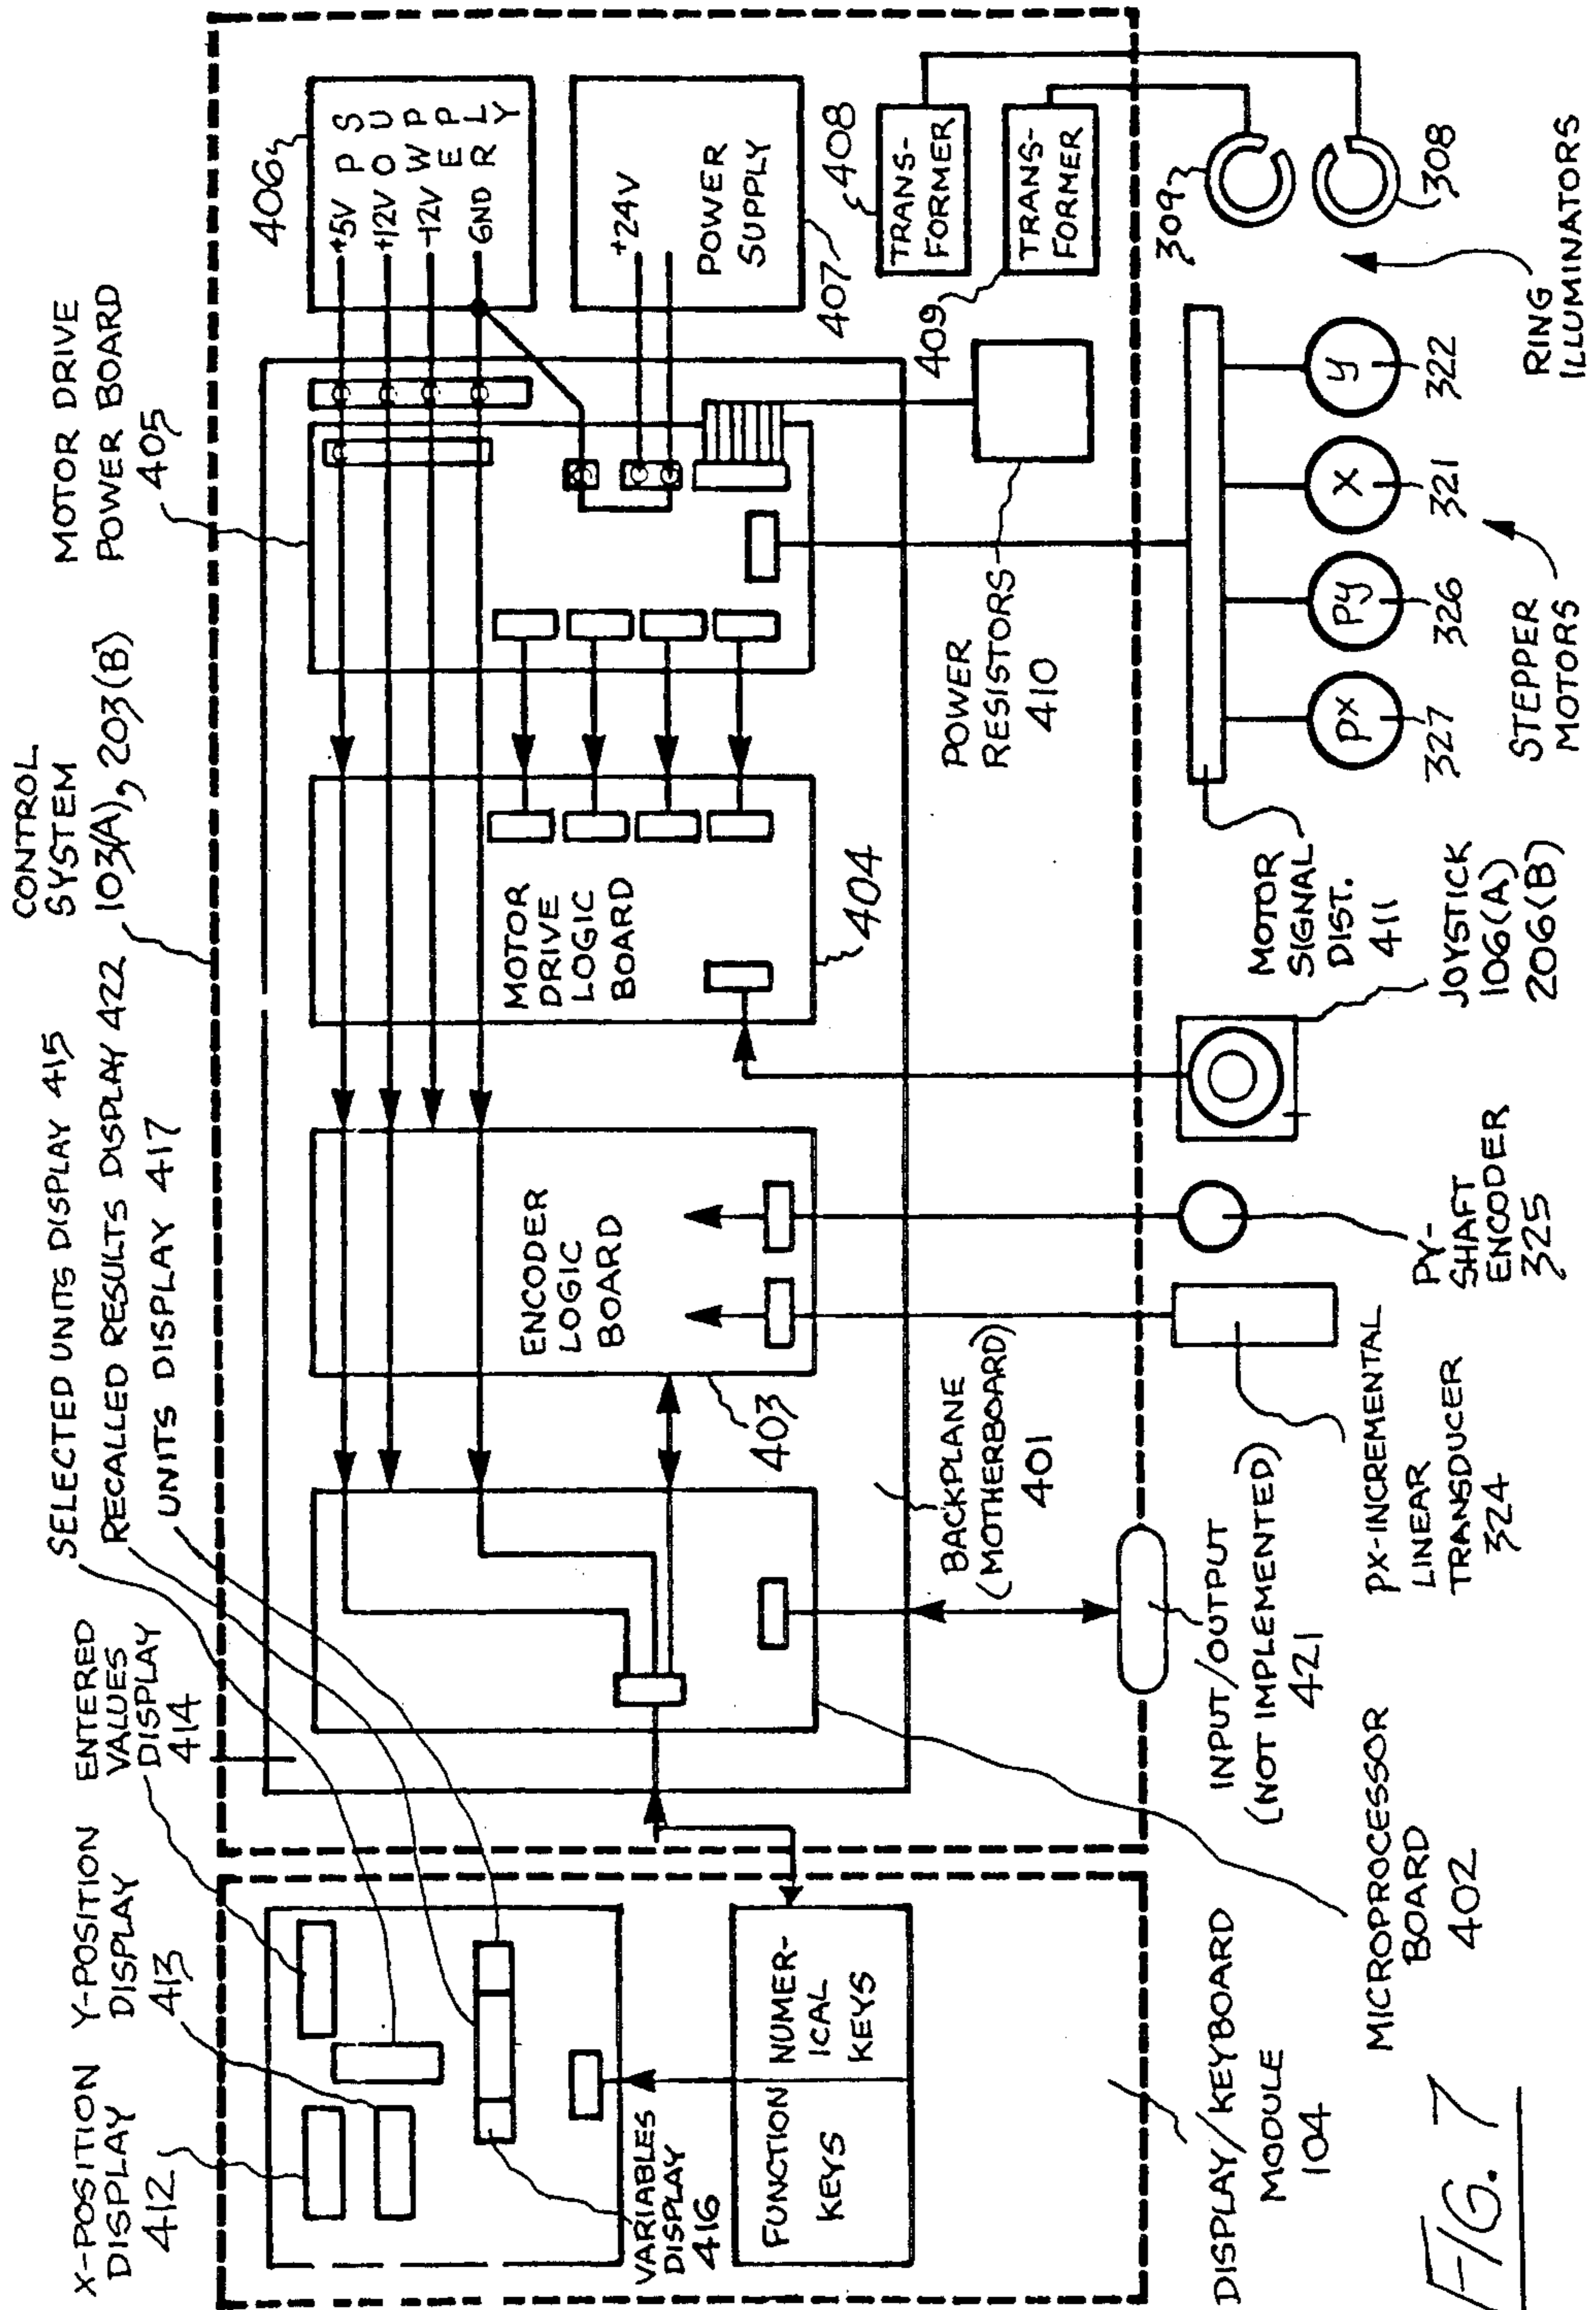 CONTROL
SYSTEM
103(A), 203(B)
MOTOR DRIVE
POWER BOARD
405
SELECTED UNITS DISPLAY 415
RECALLED RESULTS DISPLAY 422
UNITS DISPLAY 417
X-POSITION
DISPLAY
412
Y-POSITION
DISPLAY
413
ENTERED
VALUES
DISPLAY
414
406
+5V
+12V
-12V
GND
POWER
SUPPLY
+24V
POWER
SUPPLY
407
TRANS-
FORMER
408
TRANS-
FORMER
409
MOTOR
DRIVE
LOGIC
BOARD
404
ENCODER
LOGIC
BOARD
403
VARIABLES
DISPLAY
416
FUNCTION
KEYS
NUMER-
ICAL
KEYS
BACKPLANE
(MOTHERBOARD)
401
POWER
RESISTORS
410
DISPLAY/KEYBOARD
MODULE
104
MICROPROCESSOR
BOARD
402
INPUT/OUTPUT
(NOT IMPLEMENTED)
421
PX-INCREMENTAL
LINEAR
TRANSDUCER
324
PY-
SHAFT
ENCODER
325
JOYSTICK
106(A)
206(B)
MOTOR
SIGNAL
DIST.
411
PX
327
PY
326
X
321
Y
322
STEPPER
MOTORS
309
308
RING
ILLUMINATORS
FIG. 7